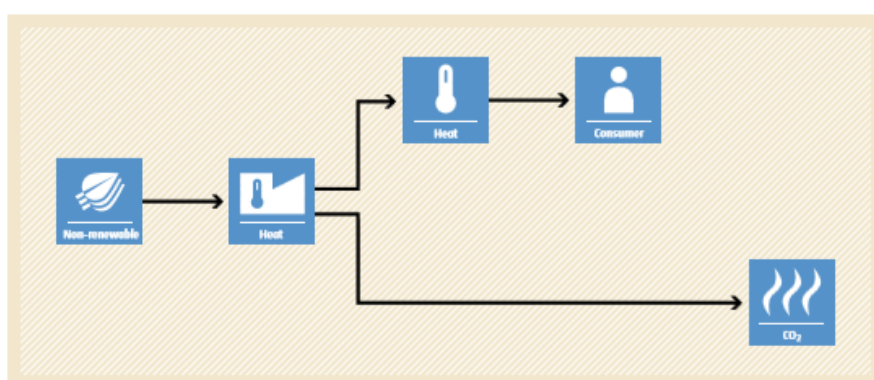 Heat
Consumer
Non-renewable
Heat
CO₂